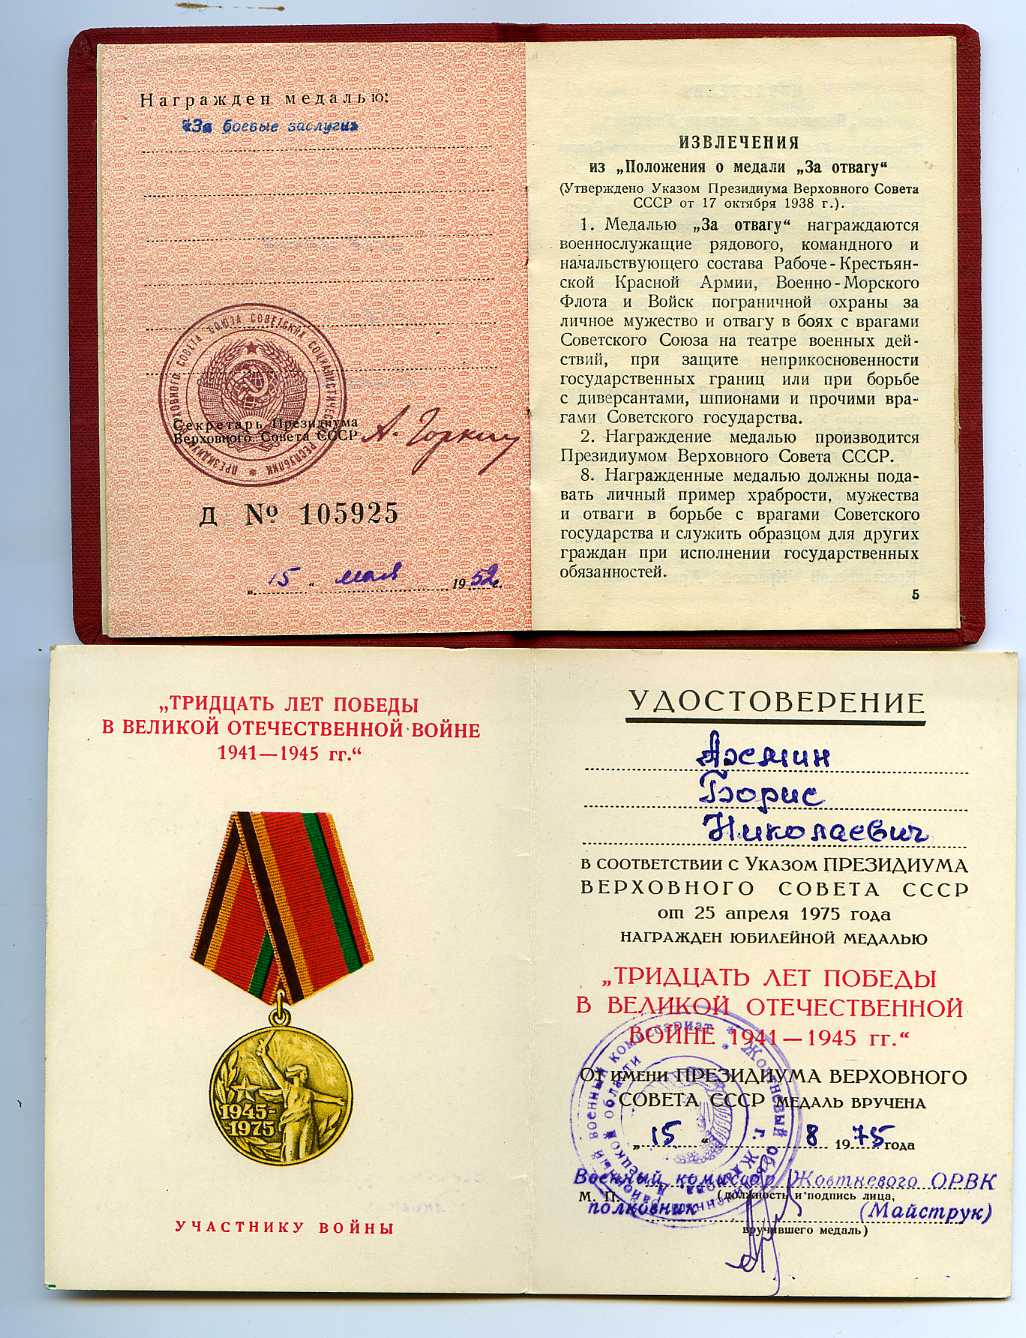 Награжден медалью:
«За боевые заслуги»
ПРЕЗИДИУМ ВЕРХОВНОГО СОВЕТА СОЮЗА СОВЕТСКИХ СОЦИАЛИСТИЧЕСКИХ РЕСПУБЛИК
Секретарь Президиума
Верховного Совета СССР А. Горкин
Д № 105925
„15 „ мая 1952г.
ИЗВЛЕЧЕНИЯ
из „Положения о медали „За отвагу“
(Утверждено Указом Президиума Верховного Совета
СССР от 17 октября 1938 г.).
1. Медалью „За отвагу“ награждаются
военнослужащие рядового, командного и
начальствующего состава Рабоче-Крестьян-
ской Красной Армии, Военно-Морского
Флота и Войск пограничной охраны за
личное мужество и отвагу в боях с врагами
Советского Союза на театре военных дей-
ствий, при защите неприкосновенности
государственных границ или при борьбе
с диверсантами, шпионами и прочими вра-
гами Советского государства.
2. Награждение медалью производится
Президиумом Верховного Совета СССР.
8. Награжденные медалью должны пода-
вать личный пример храбрости, мужества
и отваги в борьбе с врагами Советского
государства и служить образцом для других
граждан при исполнении государственных
обязанностей.
5
„ТРИДЦАТЬ ЛЕТ ПОБЕДЫ
В ВЕЛИКОЙ ОТЕЧЕСТВЕННОЙ ВОЙНЕ
1941—1945 гг.“
1945-
1975
УЧАСТНИКУ ВОЙНЫ
УДОСТОВЕРЕНИЕ
Борис
Николаевич
В СООТВЕТСТВИИ С УКАЗОМ ПРЕЗИДИУМА
ВЕРХОВНОГО СОВЕТА СССР
от 25 апреля 1975 года
НАГРАЖДЕН ЮБИЛЕЙНОЙ МЕДАЛЬЮ
„ТРИДЦАТЬ ЛЕТ ПОБЕДЫ
В ВЕЛИКОЙ ОТЕЧЕСТВЕННОЙ
ВОЙНЕ 1941—1945 гг.“
ОТ ИМЕНИ ПРЕЗИДИУМА ВЕРХОВНОГО
СОВЕТА СССР МЕДАЛЬ ВРУЧЕНА
„15 “ 8 1975 года
Военный комиссар Жовтневого ОРВК
М. П. (должность и подпись лица,
полковник (Майструк)
вручившего медаль)